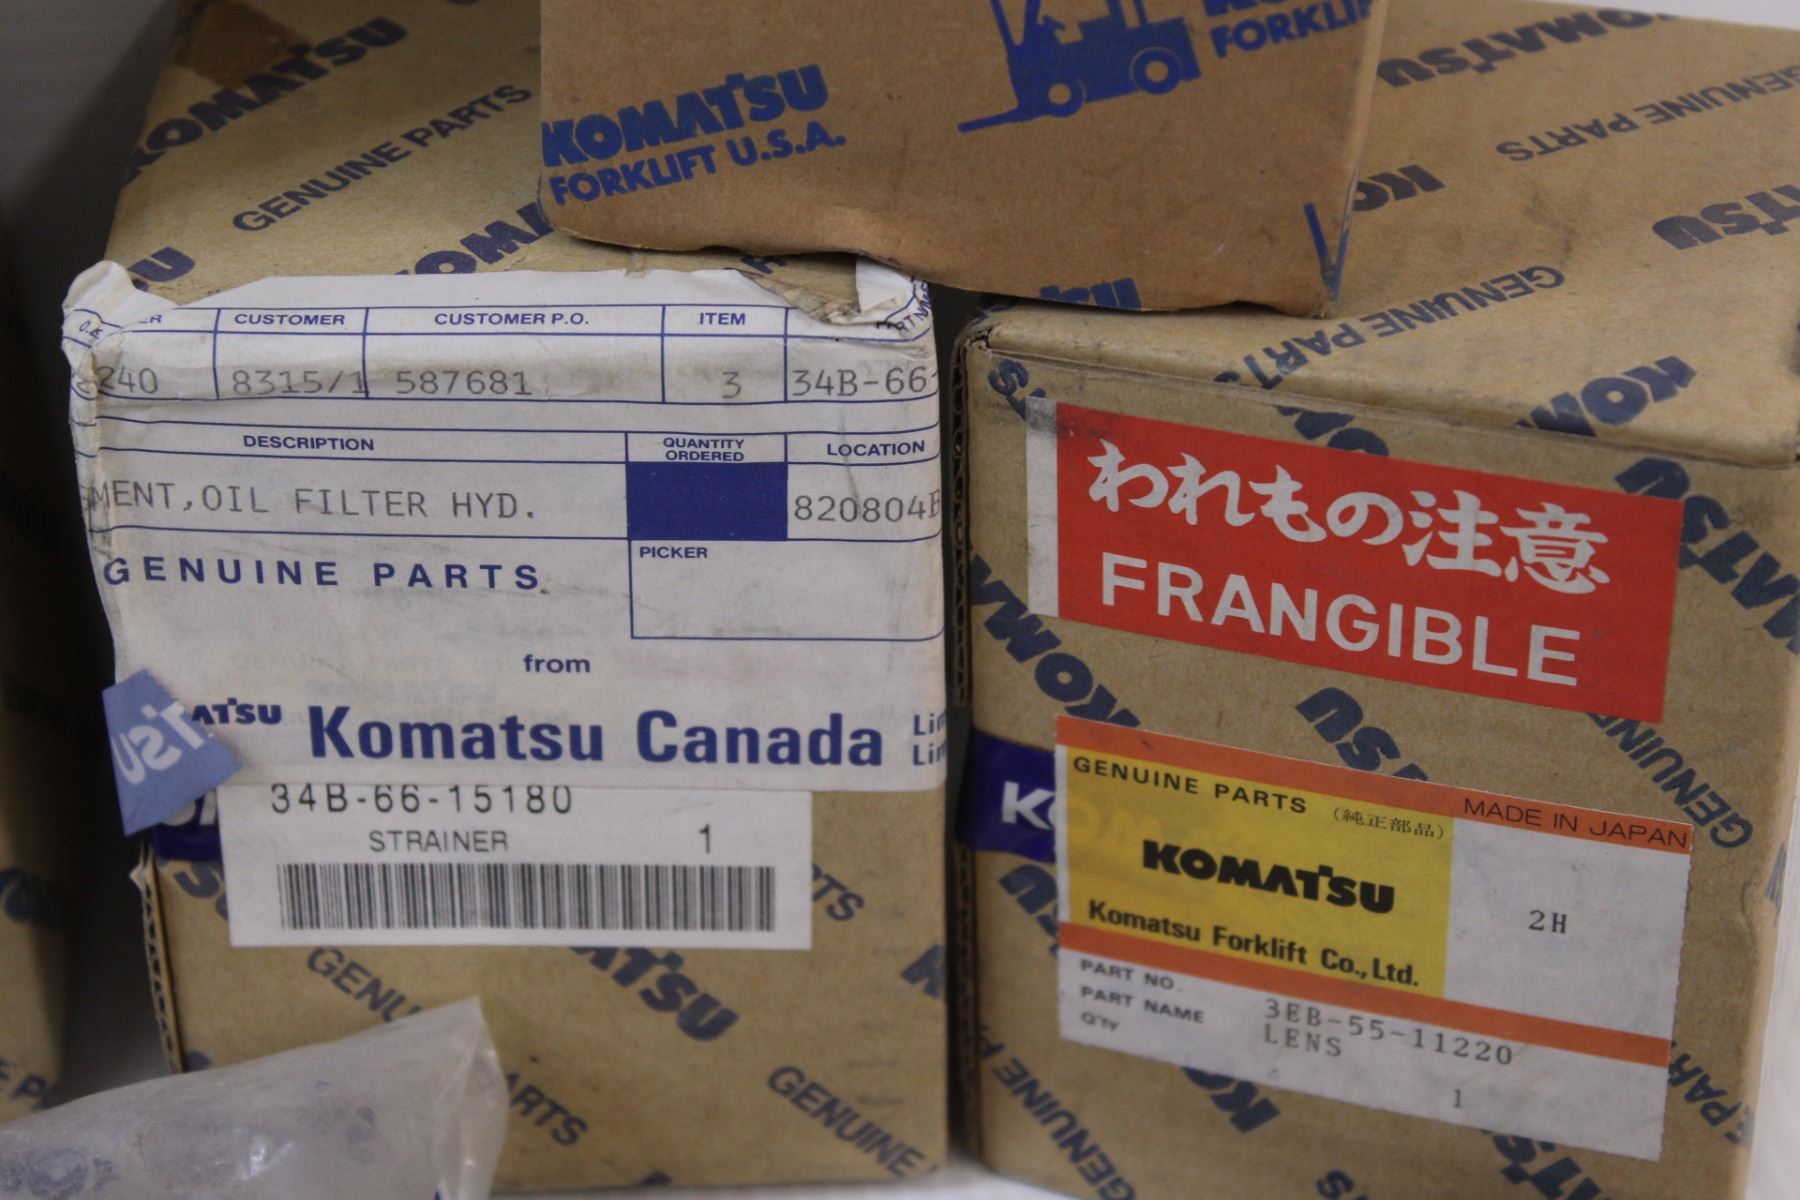 KOMATSU
FORKLIFT U.S.A.
KOMATSU
GENUINE PARTS
CUSTOMER CUSTOMER P.O. ITEM
240 8315/1 587681 3 34B-66
DESCRIPTION QUANTITY ORDERED LOCATION
MENT,OIL FILTER HYD. 820804B
PICKER
GENUINE PARTS
from
Komatsu Canada
34B-66-15180
STRAINER 1
GENUINE PARTS
KOMATSU
GENUINE PARTS
われもの注意
FRANGIBLE
GENUINE PARTS (純正部品) MADE IN JAPAN
KOMATSU
Komatsu Forklift Co.,Ltd.
2H
PART NO. 3EB-55-11220
PART NAME LENS
Q'ty 1